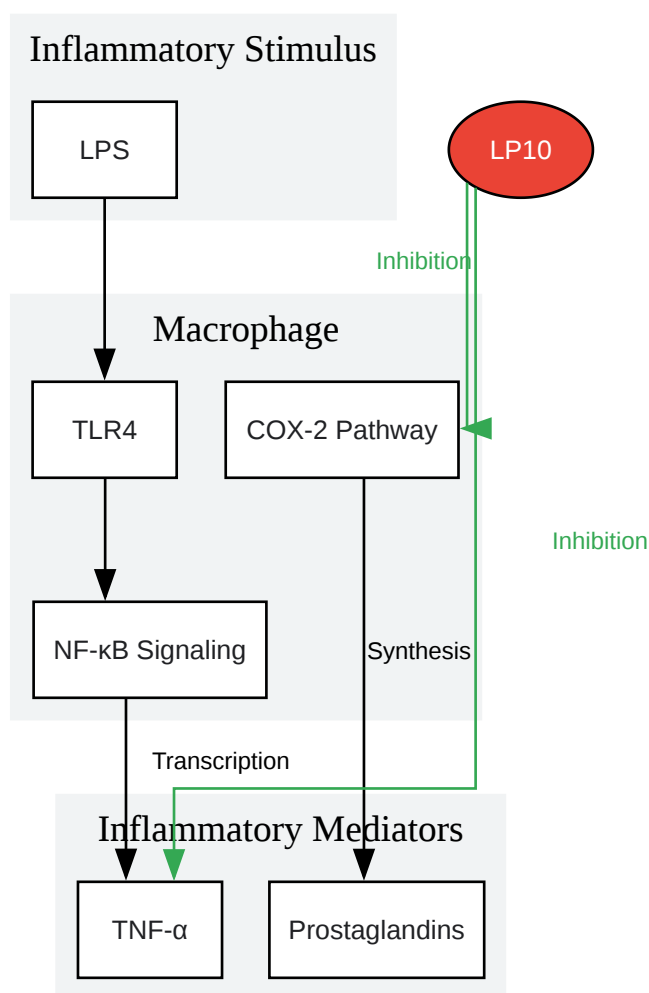 Inflammatory Stimulus
LPS
LP10
Inhibition
Macrophage
TLR4
COX-2 Pathway
Inhibition
NF-κB Signaling
Synthesis
Transcription
Inflammatory Mediators
TNF-α
Prostaglandins